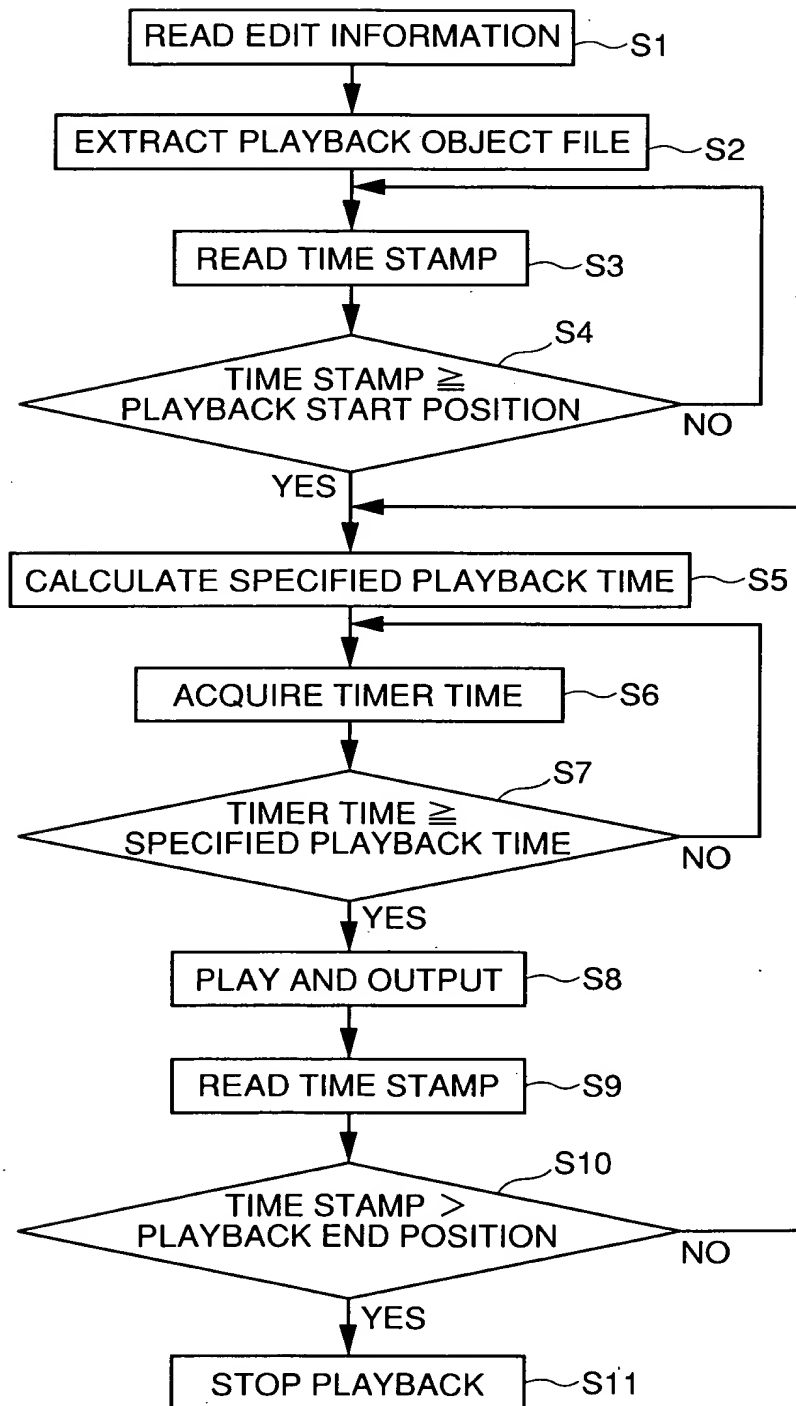 READ EDIT INFORMATION S1
EXTRACT PLAYBACK OBJECT FILE S2
READ TIME STAMP S3
S4
TIME STAMP ≧
PLAYBACK START POSITION
NO
YES
CALCULATE SPECIFIED PLAYBACK TIME S5
ACQUIRE TIMER TIME S6
S7
TIMER TIME ≧
SPECIFIED PLAYBACK TIME
NO
YES
PLAY AND OUTPUT S8
READ TIME STAMP S9
S10
TIME STAMP >
PLAYBACK END POSITION
NO
YES
STOP PLAYBACK S11